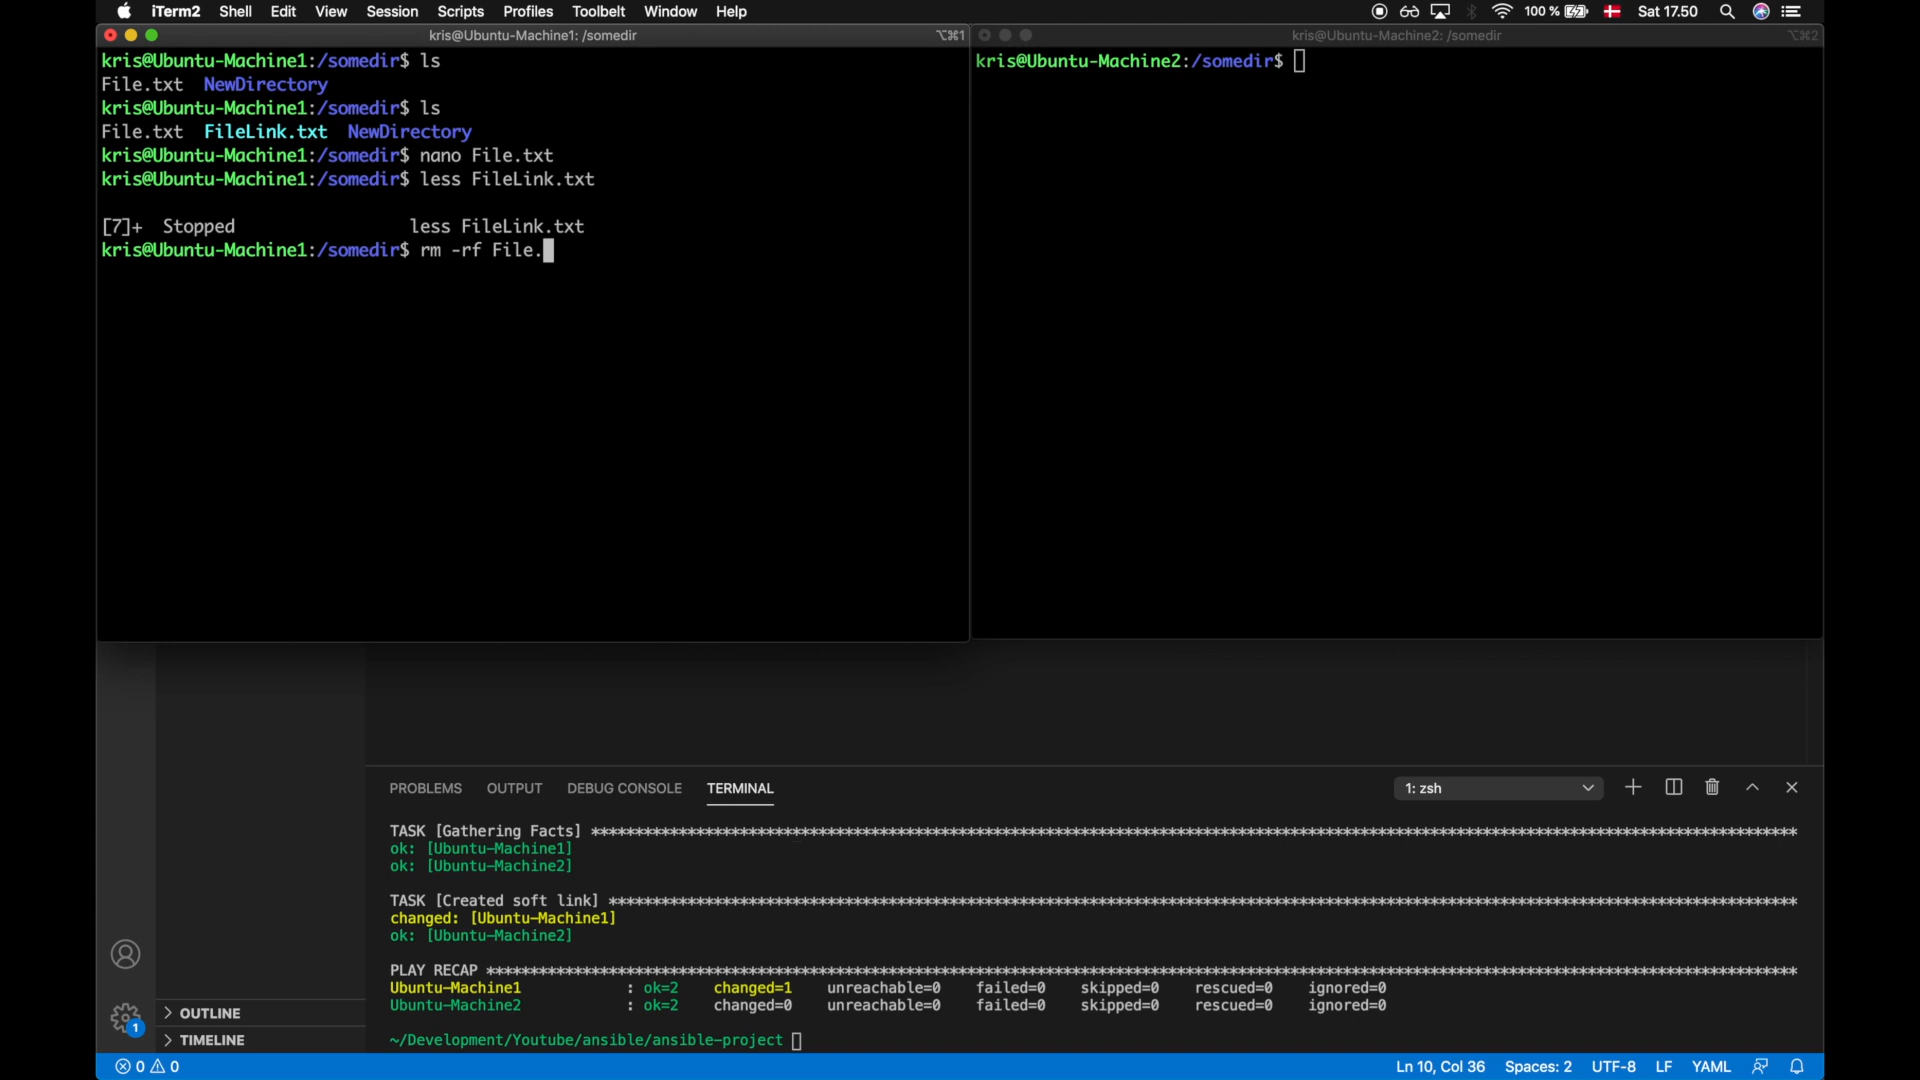 iTerm2 Shell Edit View Session Scripts Profiles Toolbelt Window Help 100 % Sat 17.50
kris@Ubuntu-Machine1: /somedir ⌥⌘1
kris@Ubuntu-Machine1:/somedir$ ls
File.txt NewDirectory
kris@Ubuntu-Machine1:/somedir$ ls
File.txt FileLink.txt NewDirectory
kris@Ubuntu-Machine1:/somedir$ nano File.txt
kris@Ubuntu-Machine1:/somedir$ less FileLink.txt
[7]+ Stopped less FileLink.txt
kris@Ubuntu-Machine1:/somedir$ rm -rf File.
kris@Ubuntu-Machine2: /somedir ⌥⌘2
kris@Ubuntu-Machine2:/somedir$
PROBLEMS OUTPUT DEBUG CONSOLE TERMINAL 1: zsh
TASK [Gathering Facts] ****************************************************************************************************************************************
ok: [Ubuntu-Machine1]
ok: [Ubuntu-Machine2]
TASK [Created soft link] **************************************************************************************************************************************
changed: [Ubuntu-Machine1]
ok: [Ubuntu-Machine2]
PLAY RECAP ****************************************************************************************************************************************************
Ubuntu-Machine1 : ok=2 changed=1 unreachable=0 failed=0 skipped=0 rescued=0 ignored=0
Ubuntu-Machine2 : ok=2 changed=0 unreachable=0 failed=0 skipped=0 rescued=0 ignored=0
~/Development/Youtube/ansible/ansible-project
1
OUTLINE
TIMELINE
0 0 Ln 10, Col 36 Spaces: 2 UTF-8 LF YAML